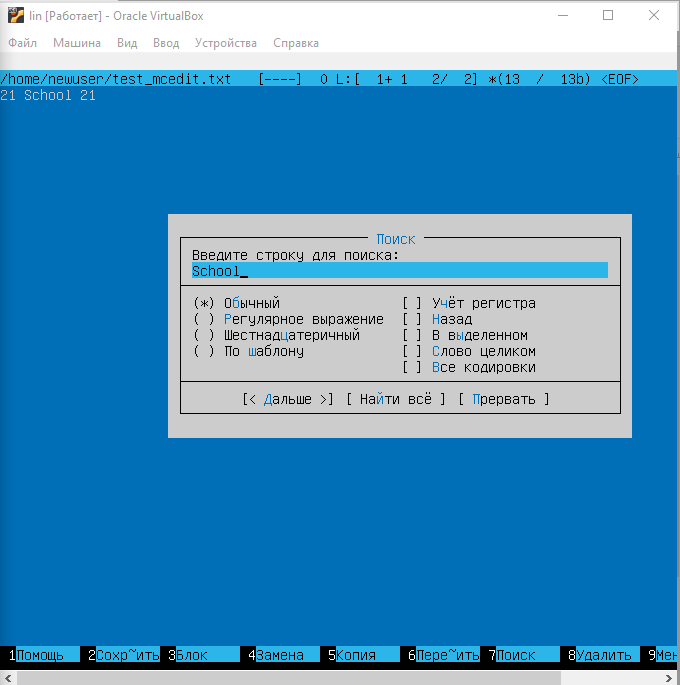 lin [Работает] - Oracle VirtualBox
Файл Машина Вид Ввод Устройства Справка
/home/newuser/test_mcedit.txt [----] 0 L:[ 1+ 1 2/ 2] *(13 / 13b) <EOF>
21 School 21
Поиск
Введите строку для поиска:
School_
(*) Обычный [ ] Учёт регистра
( ) Регулярное выражение [ ] Назад
( ) Шестнадцатеричный [ ] В выделенном
( ) По шаблону [ ] Слово целиком
[ ] Все кодировки
[< Дальше >] [ Найти всё ] [ Прервать ]
1Помощь 2Сохр~ить 3Блок 4Замена 5Копия 6Пере~ить 7Поиск 8Удалить 9Мен